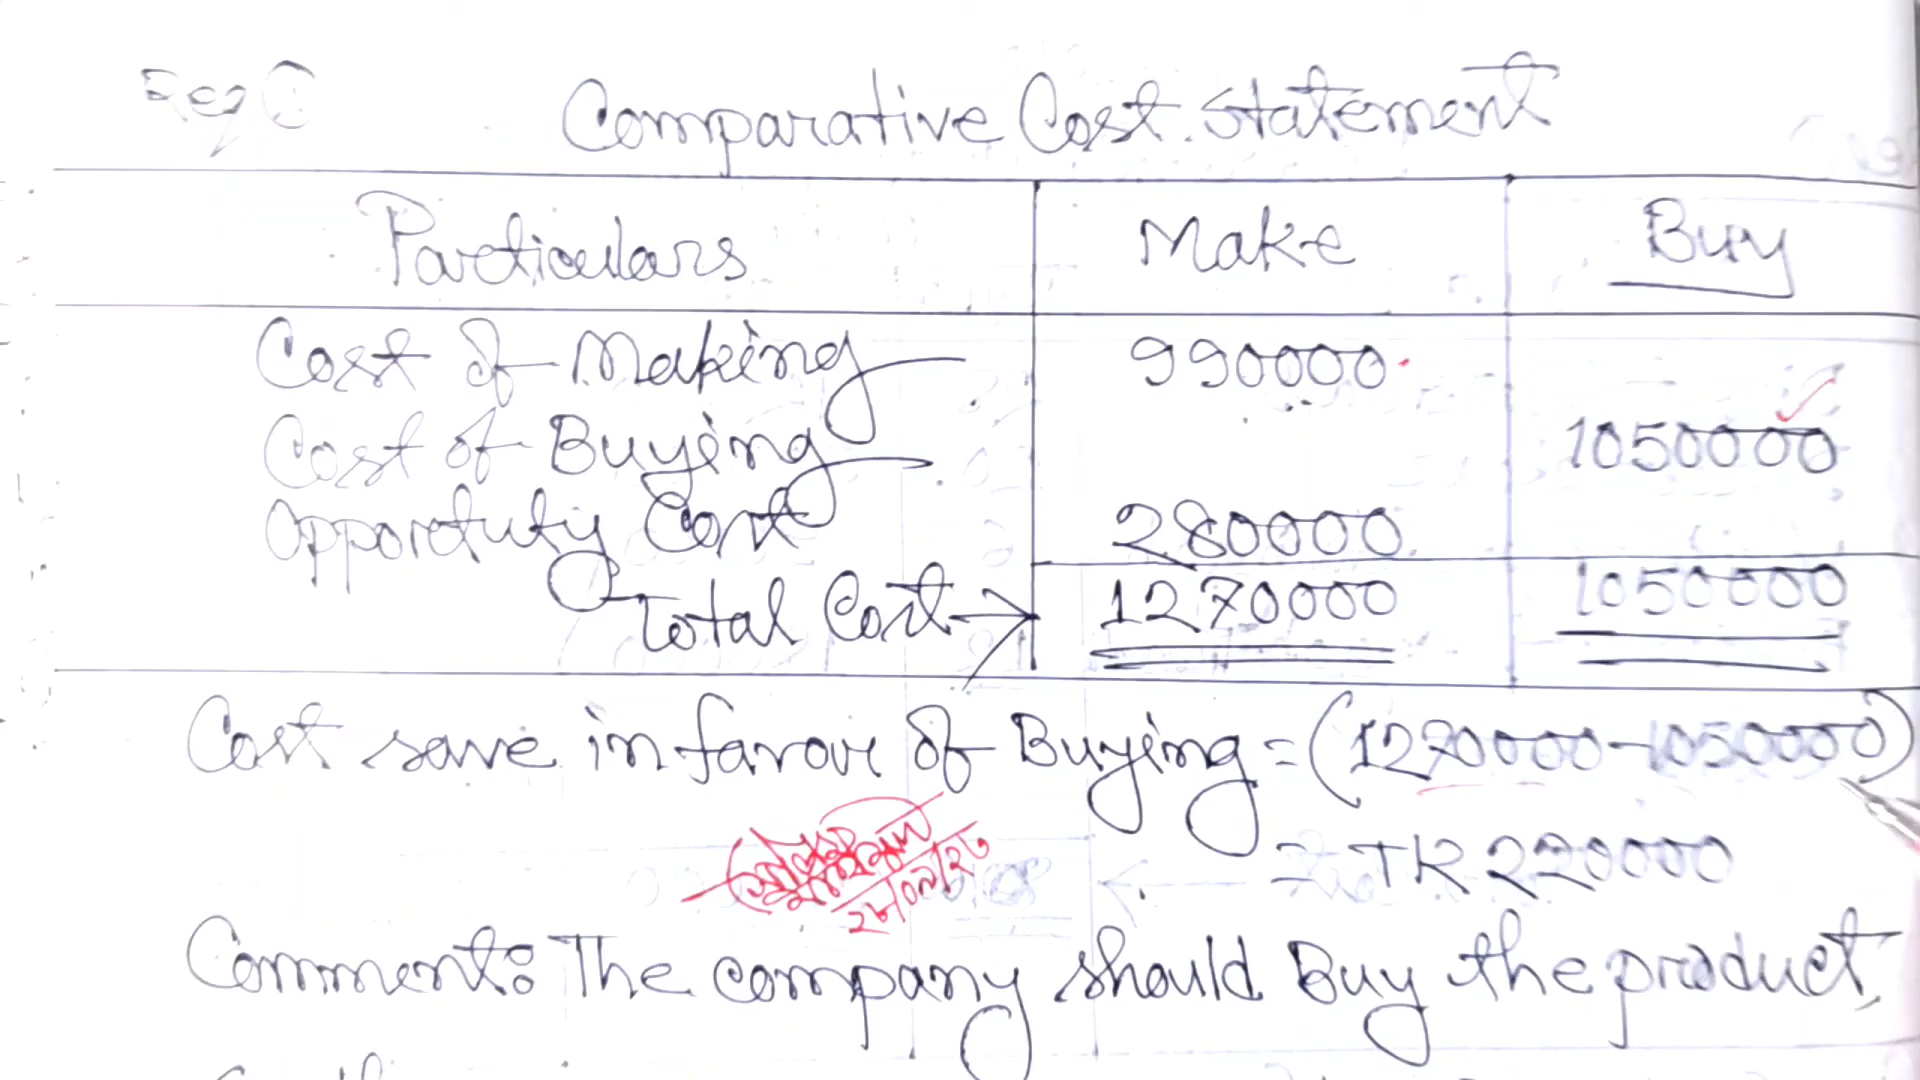 Req ①
Comparative Cost statement
Particulars Make Buy
Cost of Making 990000
Cost of Buying 1050000
Opportuty Cost 280000
Total Cost → 1270000 1050000
Cost save in favour of Buying = (1270000-1050000)
= TK 220000
Comment: The company should Buy the product,